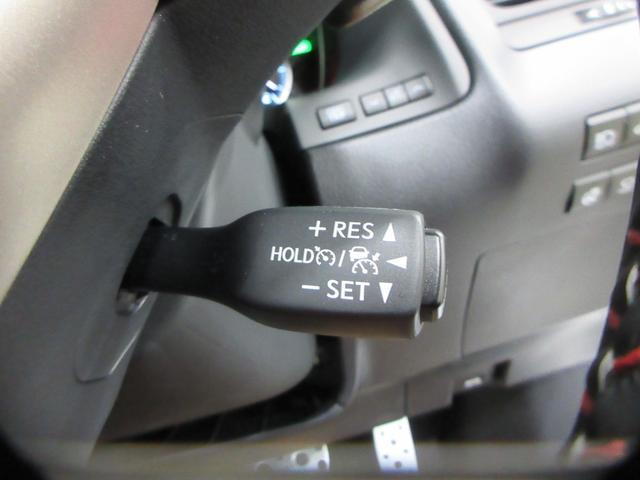 + RES ▲
HOLD / ◀
− SET ▼